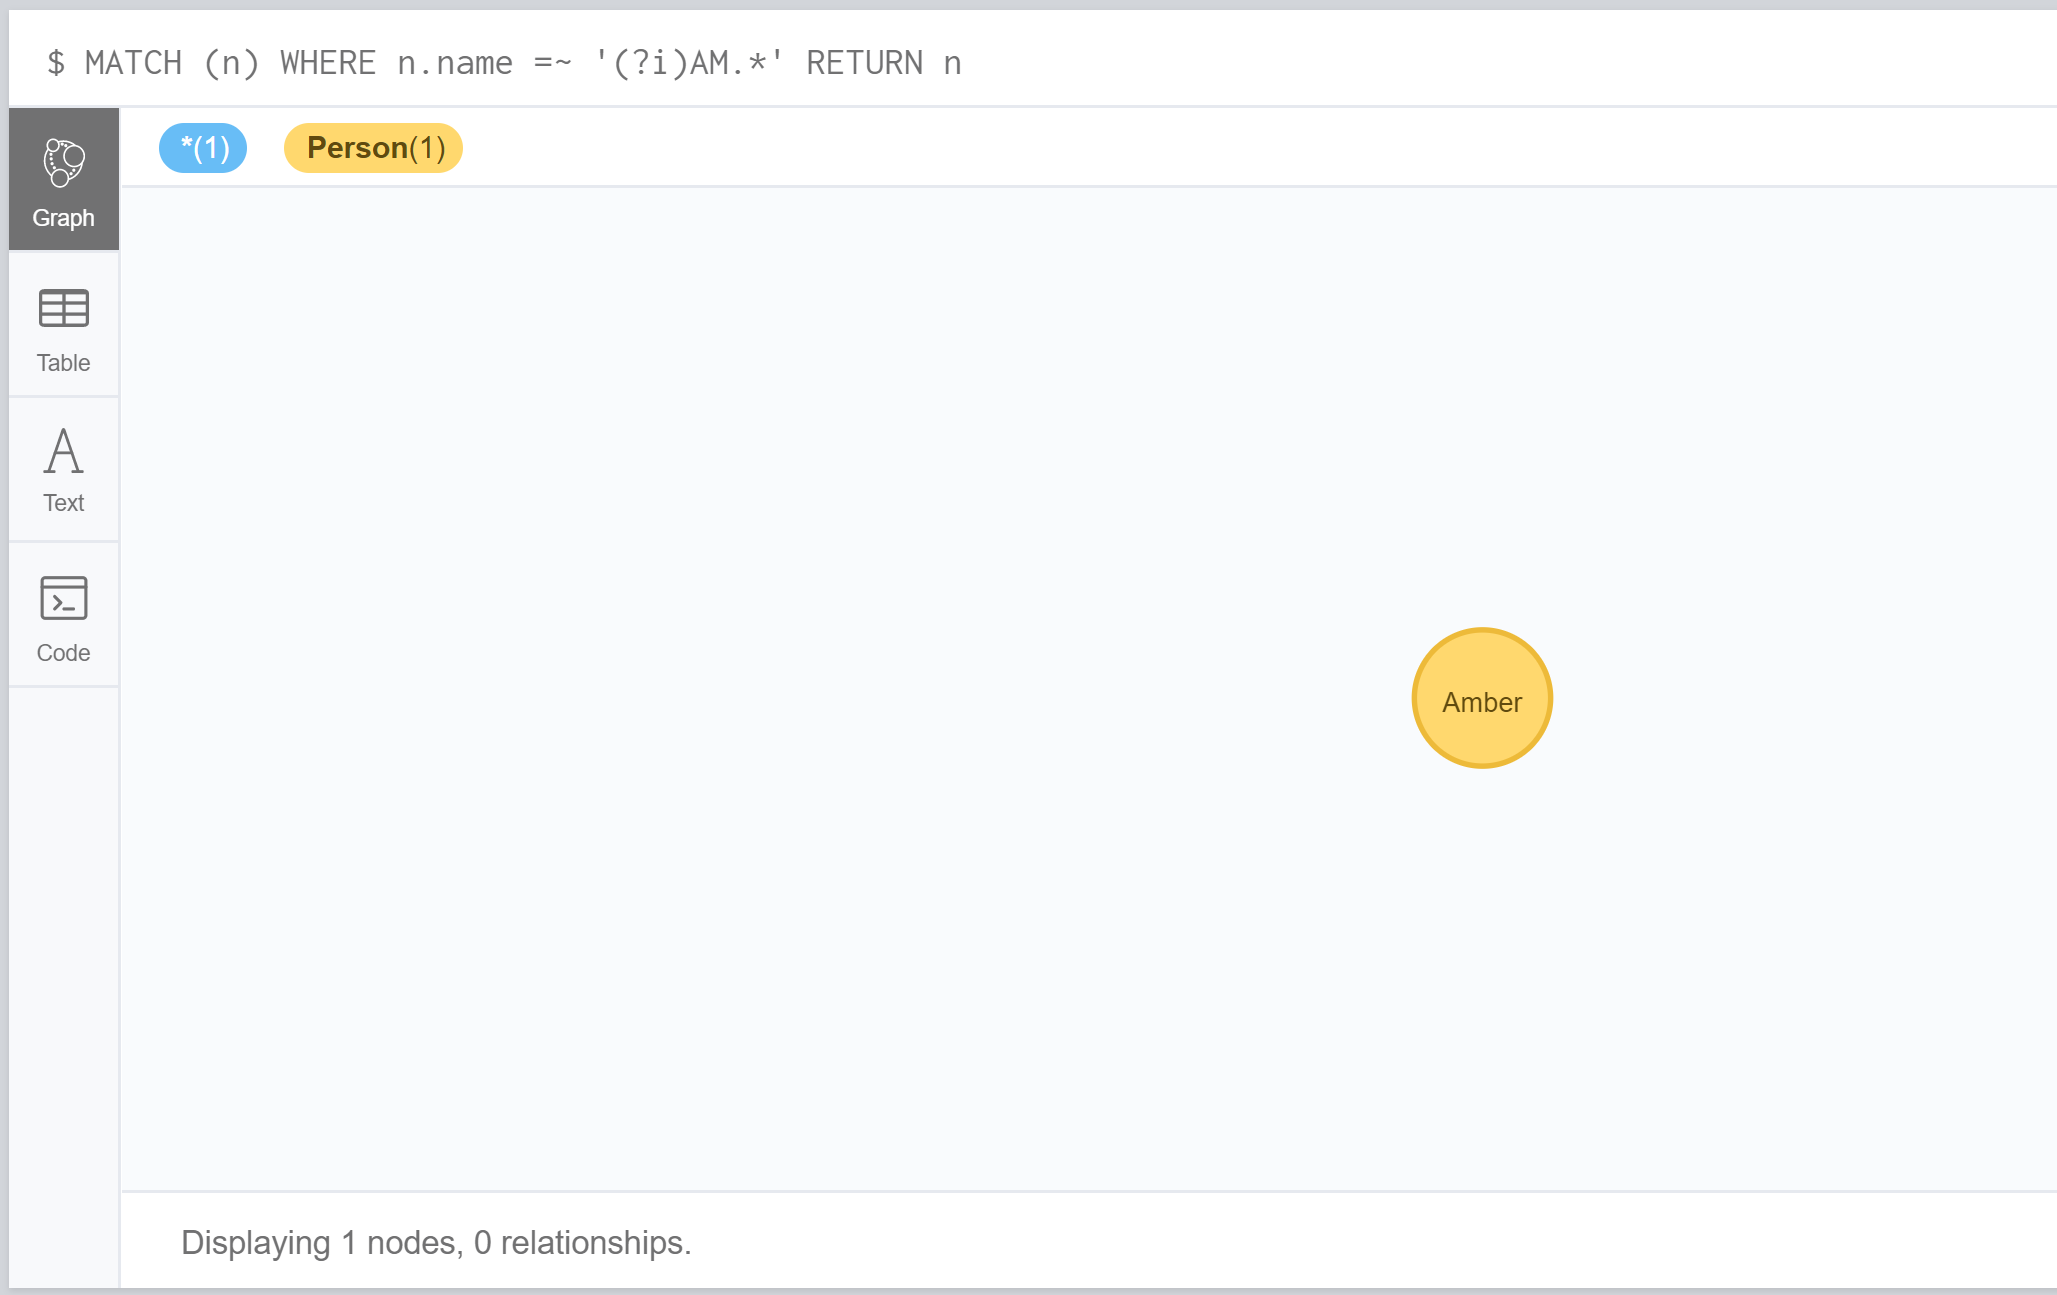 $ MATCH (n) WHERE n.name =~ '(?i)AM.*' RETURN n
*(1) Person(1)
Graph
Table
Text
Code
Amber
Displaying 1 nodes, 0 relationships.